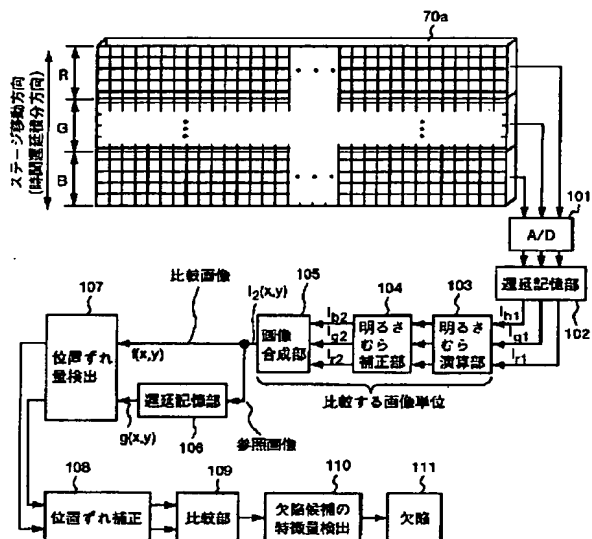 70a
ステージ移動方向
(時間遅延積分方向)
R
G
B
101
A/D
102
遅延記憶部
Ib1
Ig1
Ir1
103
明るさ
むら
演算部
104
明るさ
むら
補正部
Ib2
Ig2
Ir2
105
画像
合成部
比較する画像単位
I2(x,y)
比較画像
f(x,y)
107
位置ずれ
量検出
遅延記憶部
106
参照画像
g(x,y)
108
位置ずれ補正
109
比較部
110
欠陥候補の
特徴量検出
111
欠陥